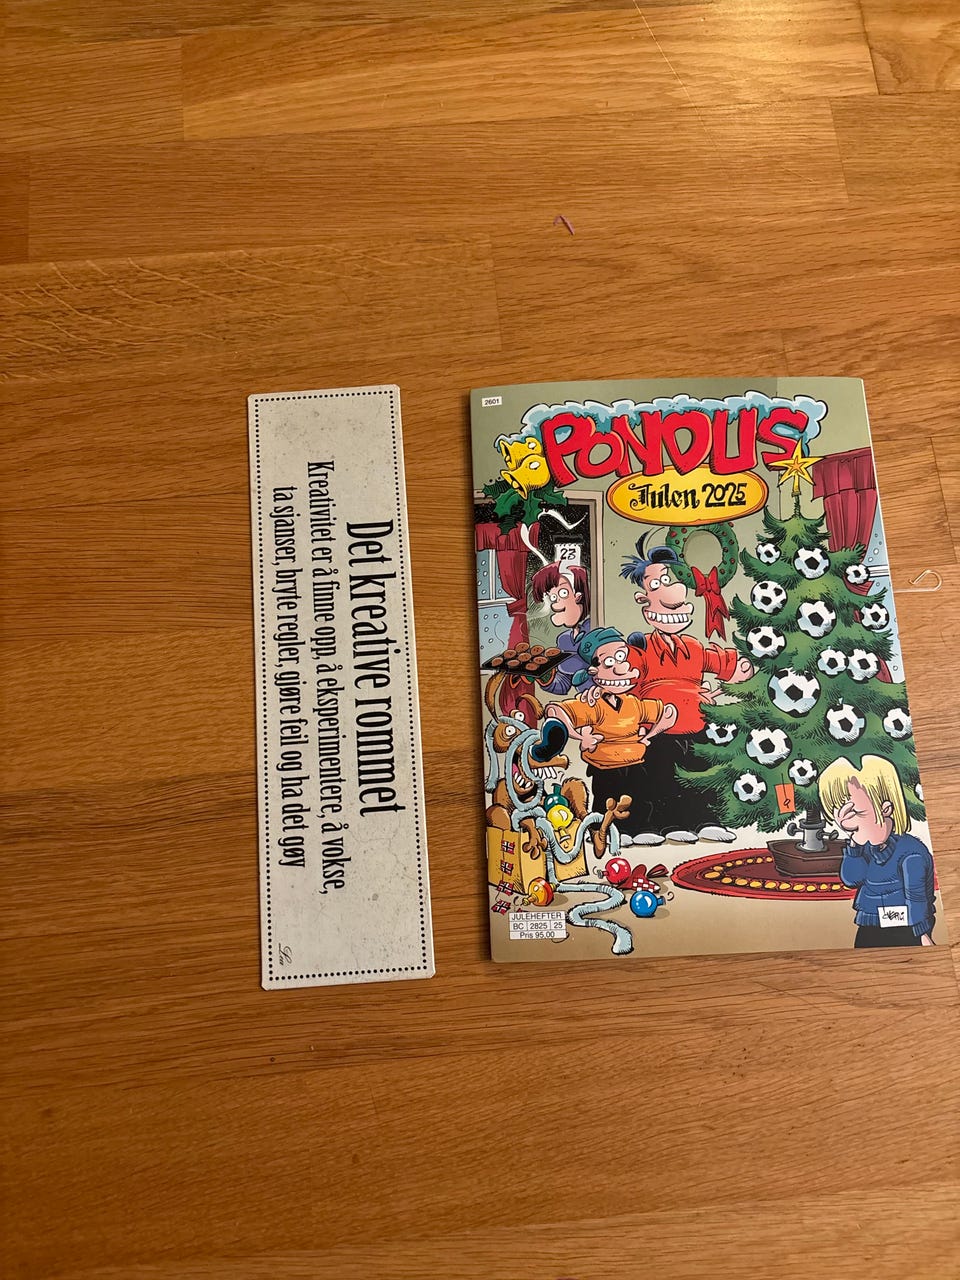 Det kreative rommet
Kreativitet er å finne opp, å eksperimentere, å vokse,
ta sjanser, bryte regler, gjøre feil og ha det gøy
2601
PONDUS
Julen 2025
23
JULEHEFTER
BC 2825 25
Pris 95,00